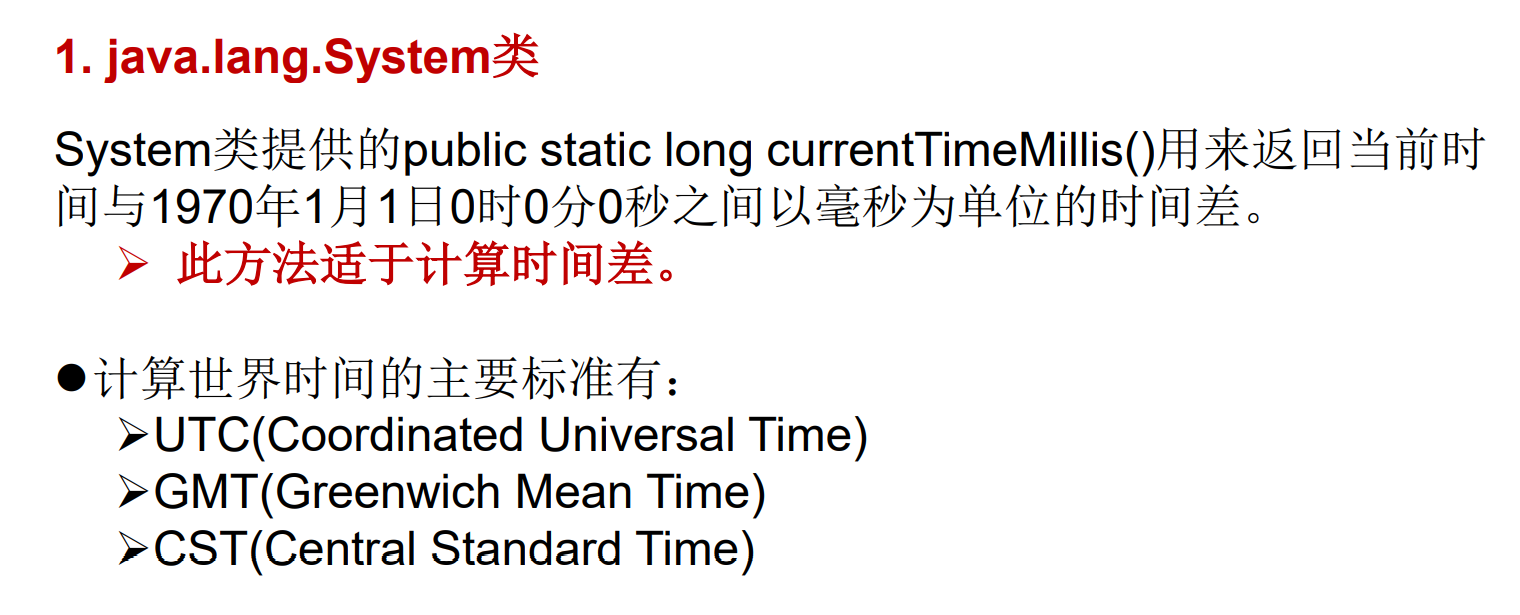 1. java.lang.System类
System类提供的public static long currentTimeMillis()用来返回当前时
间与1970年1月1日0时0分0秒之间以毫秒为单位的时间差。
➢ 此方法适于计算时间差。
●计算世界时间的主要标准有：
➢UTC(Coordinated Universal Time)
➢GMT(Greenwich Mean Time)
➢CST(Central Standard Time)